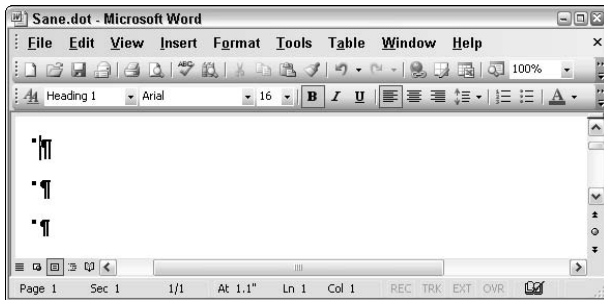 Sane.dot - Microsoft Word
File Edit View Insert Format Tools Table Window Help
100%
Heading 1 Arial 16 B I U A
¶
¶
¶
Page 1 Sec 1 1/1 At 1.1" Ln 1 Col 1 REC TRK EXT OVR